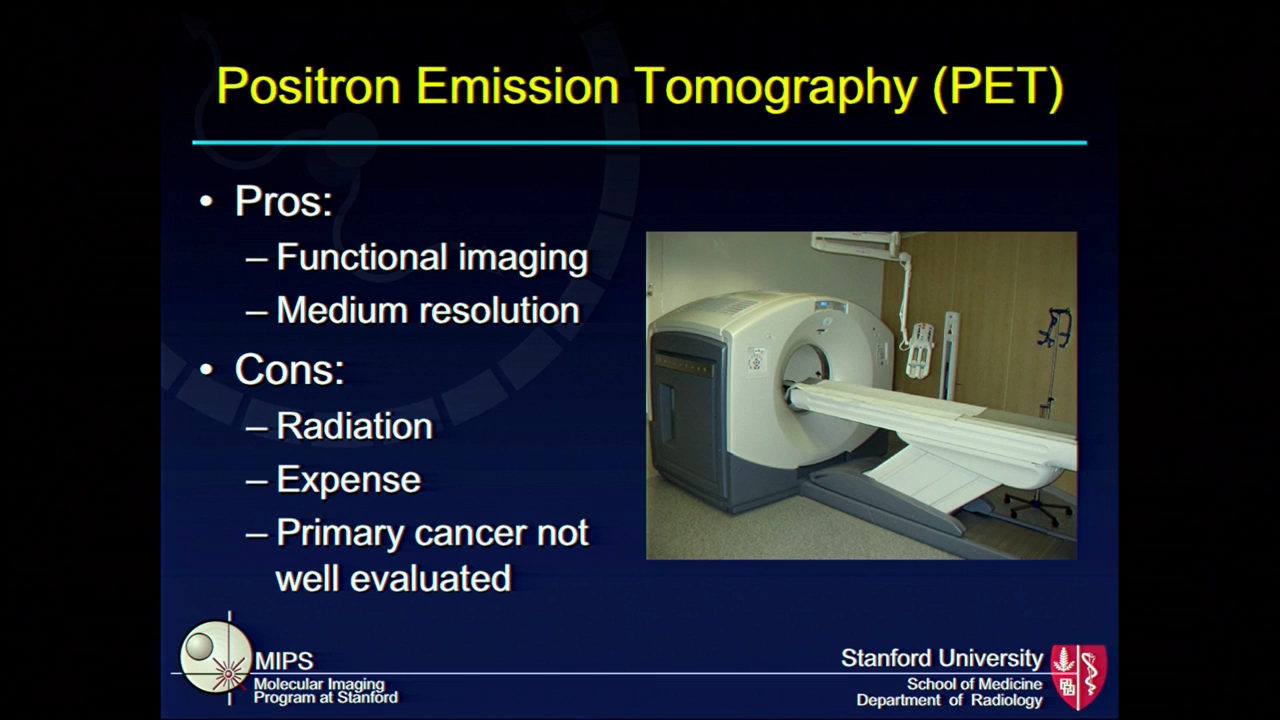 Positron Emission Tomography (PET)
• Pros:
– Functional imaging
– Medium resolution
• Cons:
– Radiation
– Expense
– Primary cancer not
well evaluated
MIPS
Molecular Imaging
Program at Stanford
Stanford University
School of Medicine
Department of Radiology